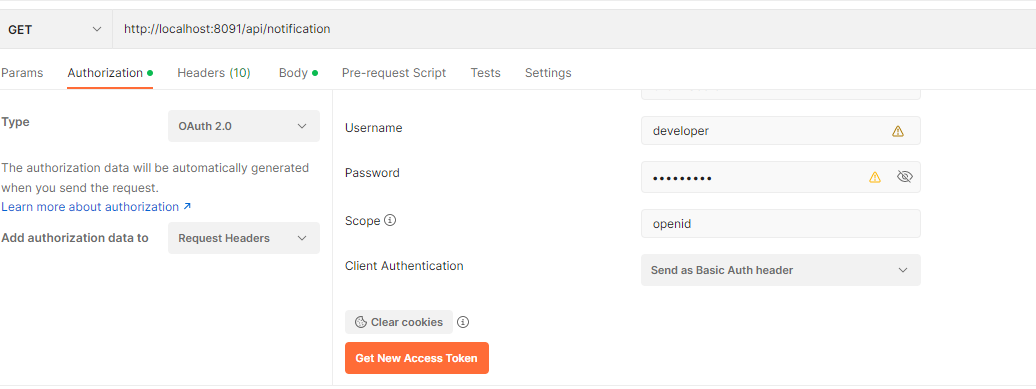 GET http://localhost:8091/api/notification
Params Authorization Headers (10) Body Pre-request Script Tests Settings
Type OAuth 2.0
The authorization data will be automatically generated
when you send the request.
Learn more about authorization ↗
Add authorization data to Request Headers
Username developer
Password •••••••••
Scope openid
Client Authentication Send as Basic Auth header
Clear cookies
Get New Access Token